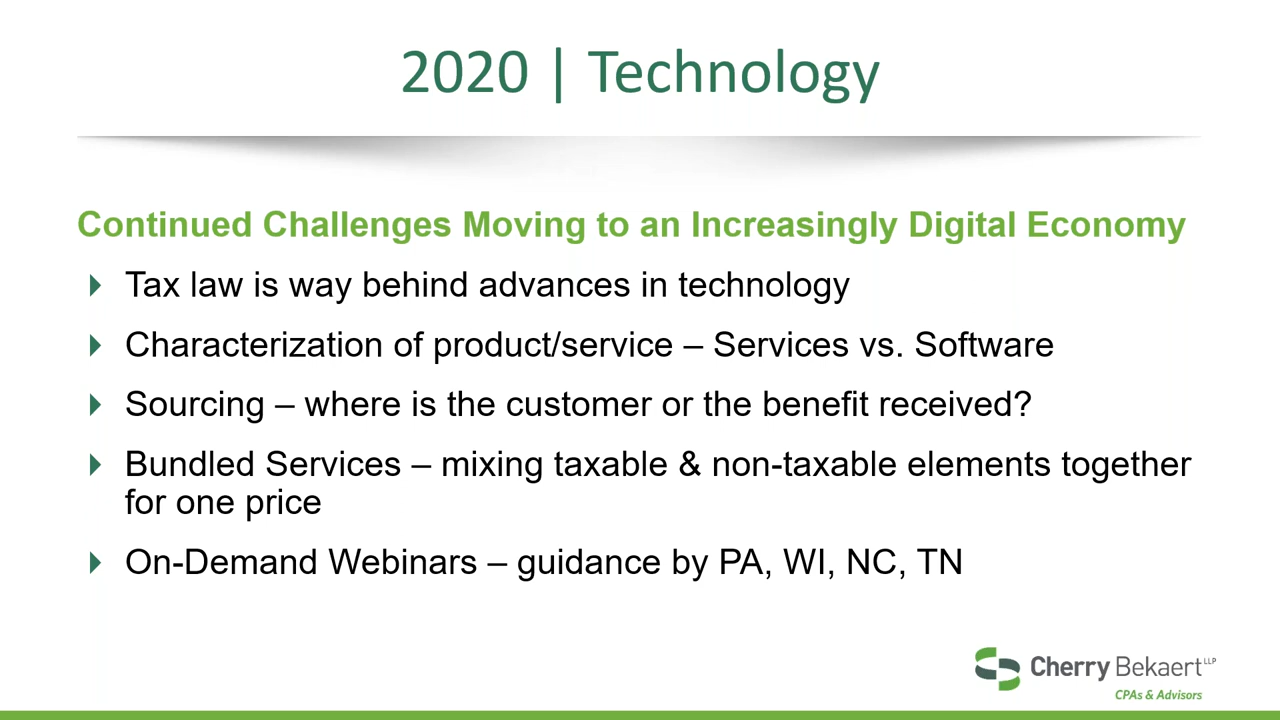 2020 | Technology
Continued Challenges Moving to an Increasingly Digital Economy
Tax law is way behind advances in technology
Characterization of product/service – Services vs. Software
Sourcing – where is the customer or the benefit received?
Bundled Services – mixing taxable & non-taxable elements together
for one price
On-Demand Webinars – guidance by PA, WI, NC, TN
Cherry Bekaert LLP
CPAs & Advisors